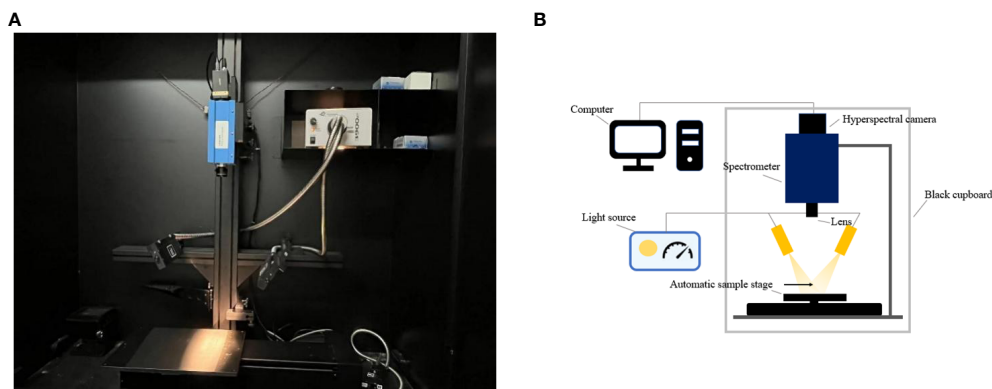 A
B
Computer
Hyperspectral camera
Spectrometer
Black cupboard
Light source
Lens
Automatic sample stage